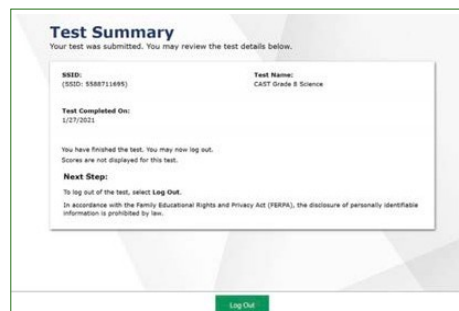 Test Summary
Your test was submitted. You may review the test details below.
SSID:
(SSID: 5588711695)
Test Name:
CAST Grade 8 Science
Test Completed On:
1/27/2021
You have finished the test. You may now log out.
Scores are not displayed for this test.
Next Step:
To log out of the test, select Log Out.
In accordance with the Family Educational Rights and Privacy Act (FERPA), the disclosure of personally identifiable
information is prohibited by law.
Log Out